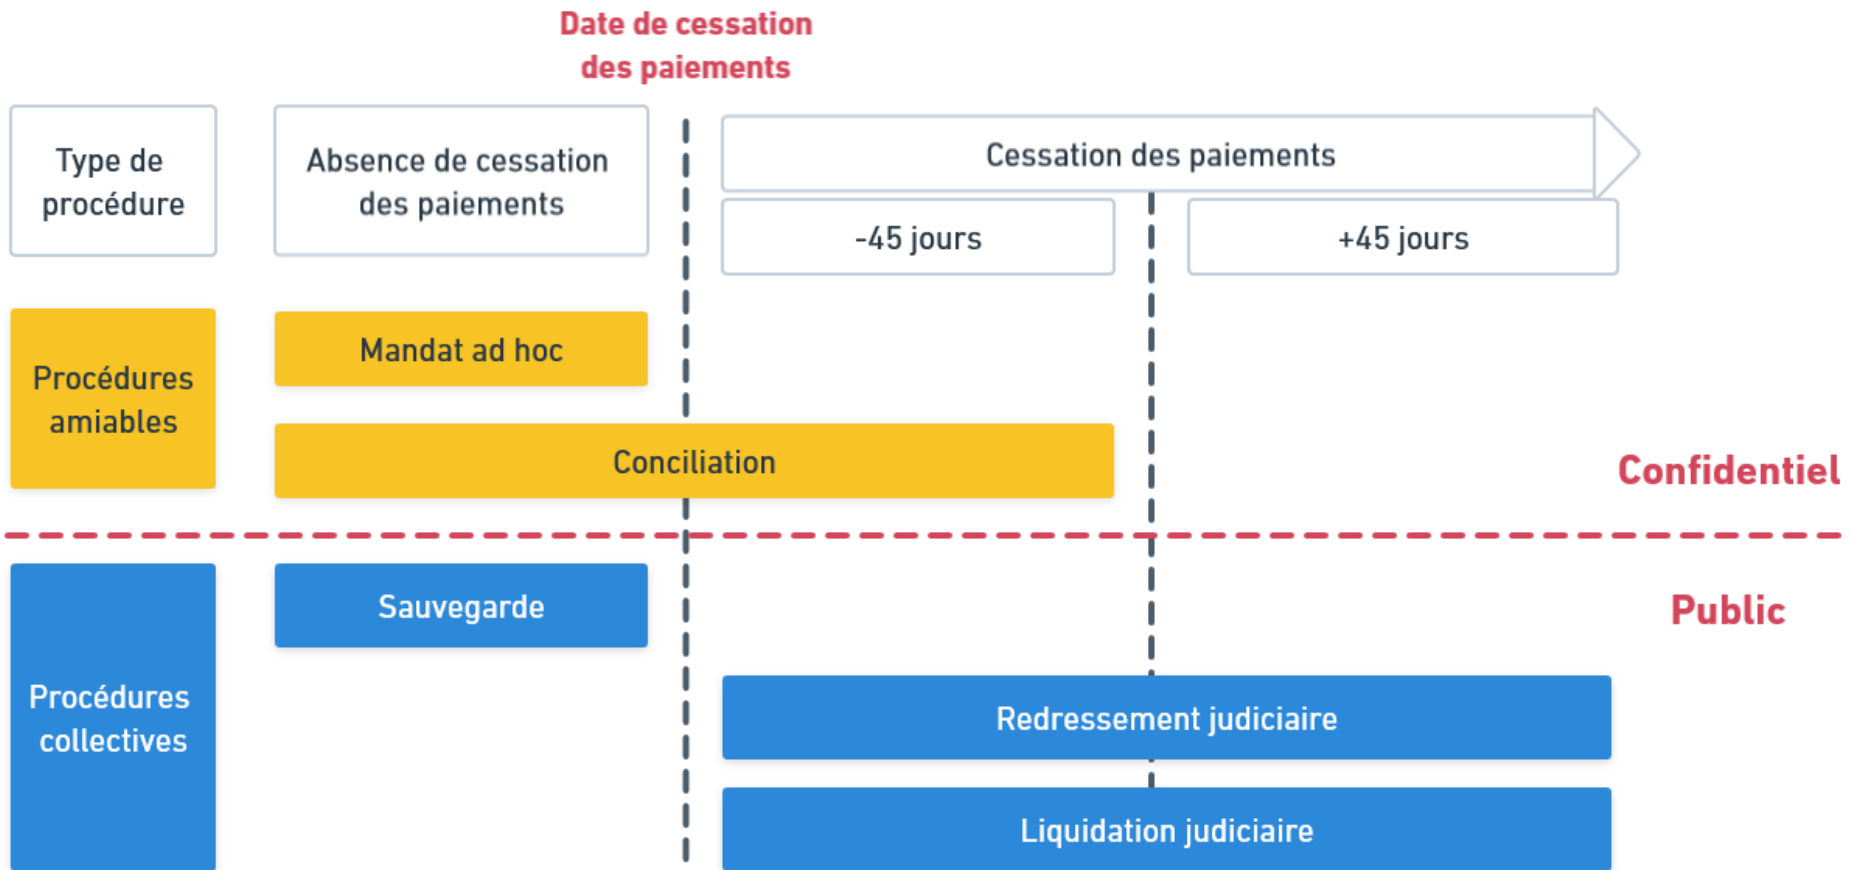 Date de cessation
des paiements
Type de
procédure
Absence de cessation
des paiements
Cessation des paiements
-45 jours
+45 jours
Procédures
amiables
Mandat ad hoc
Conciliation
Confidentiel
Public
Procédures
collectives
Sauvegarde
Redressement judiciaire
Liquidation judiciaire